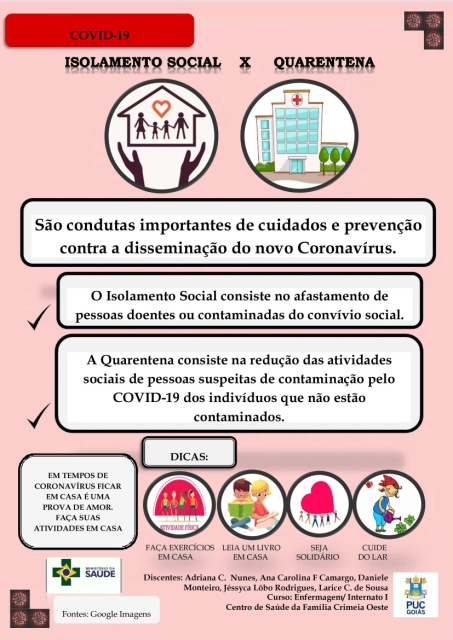 COVID-19
ISOLAMENTO SOCIAL X QUARENTENA
São condutas importantes de cuidados e prevenção
contra a disseminação do novo Coronavírus.
O Isolamento Social consiste no afastamento de
pessoas doentes ou contaminadas do convívio social.
A Quarentena consiste na redução das atividades
sociais de pessoas suspeitas de contaminação pelo
COVID-19 dos indivíduos que não estão
contaminados.
DICAS:
EM TEMPOS DE
CORONAVÍRUS FICAR
EM CASA É UMA
PROVA DE AMOR.
FAÇA SUAS
ATIVIDADES EM CASA
ATIVIDADE FÍSICA
FAÇA EXERCÍCIOS
EM CASA
LEIA UM LIVRO
EM CASA
SEJA
SOLIDÁRIO
CUIDE
DO LAR
SUS
MINISTÉRIO DA
SAÚDE
Discentes: Adriana C. Nunes, Ana Carolina F Camargo, Daniele
Monteiro, Jéssyca Lôbo Rodrigues, Larice C. de Sousa
Curso: Enfermagem/ Internato I
Centro de Saúde da Família Crimeia Oeste
PUC
GOIÁS
Fontes: Google Imagens